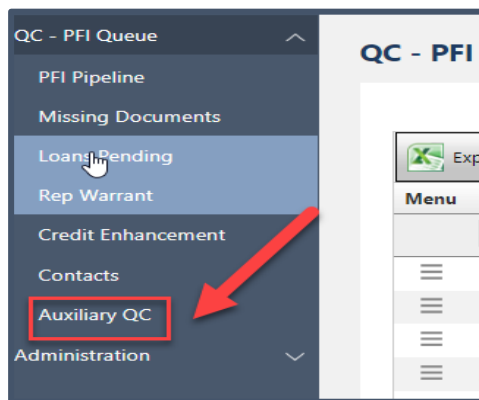 QC - PFI Queue
PFI Pipeline
Missing Documents
Loans Pending
Rep Warrant
Credit Enhancement
Contacts
Auxiliary QC
Administration
QC - PFI
Exp
Menu